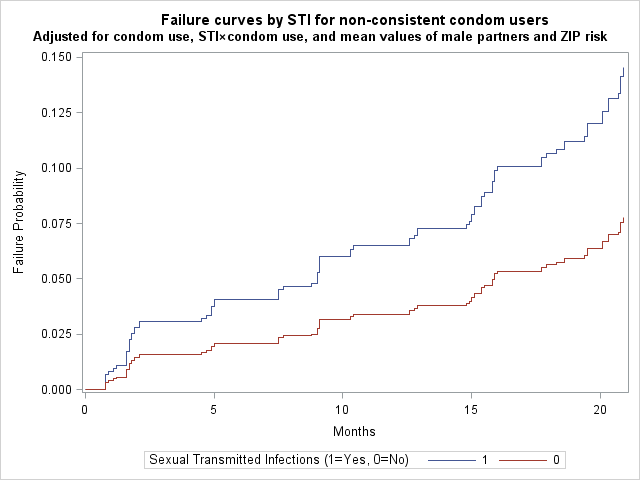 Failure curves by STI for non-consistent condom users
Adjusted for condom use, STI×condom use, and mean values of male partners and ZIP risk
0.150
0.125
0.100
0.075
0.050
0.025
0.000
Failure Probability
0 5 10 15 20
Months
Sexual Transmitted Infections (1=Yes, 0=No) 1 0